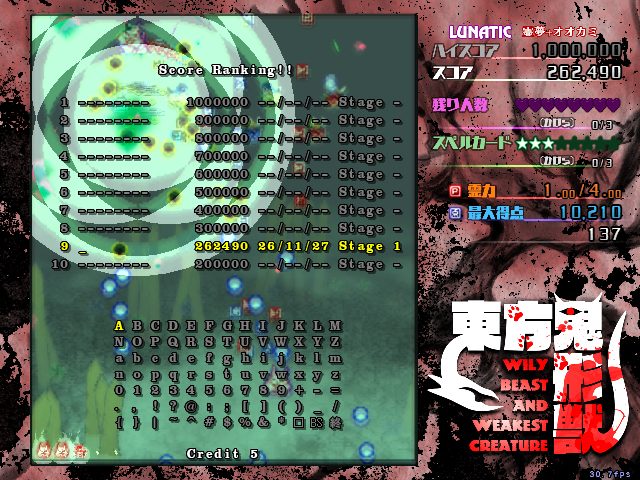 Score Ranking!!
1 -------- 1000000 --/--/-- Stage -
2 -------- 900000 --/--/-- Stage -
3 -------- 800000 --/--/-- Stage -
4 -------- 700000 --/--/-- Stage -
5 -------- 600000 --/--/-- Stage -
6 -------- 500000 --/--/-- Stage -
7 -------- 400000 --/--/-- Stage -
8 -------- 300000 --/--/-- Stage -
9 _ 262490 26/11/27 Stage 1
10 -------- 200000 --/--/-- Stage -
A B C D E F G H I J K L M
N O P Q R S T U V W X Y Z
a b c d e f g h i j k l m
n o p q r s t u v w x y z
0 1 2 3 4 5 6 7 8 9 + - =
. , ! ? @ : ; [ ] ( ) _ /
{ } | ~ ^ # $ % & * □ BS 終
Credit 5
LUNATIC 霊夢+オオカミ
ハイスコア 1,000,000
スコア 262,490
残り人数
(かけら) 0/3
スペルカード ★★★
(かけら) 0/3
P 霊力 1.00/4.00
点 最大得点 10,210
137
東方鬼形獣
WILY
BEAST
AND
WEAKEST
CREATURE
30.7fps